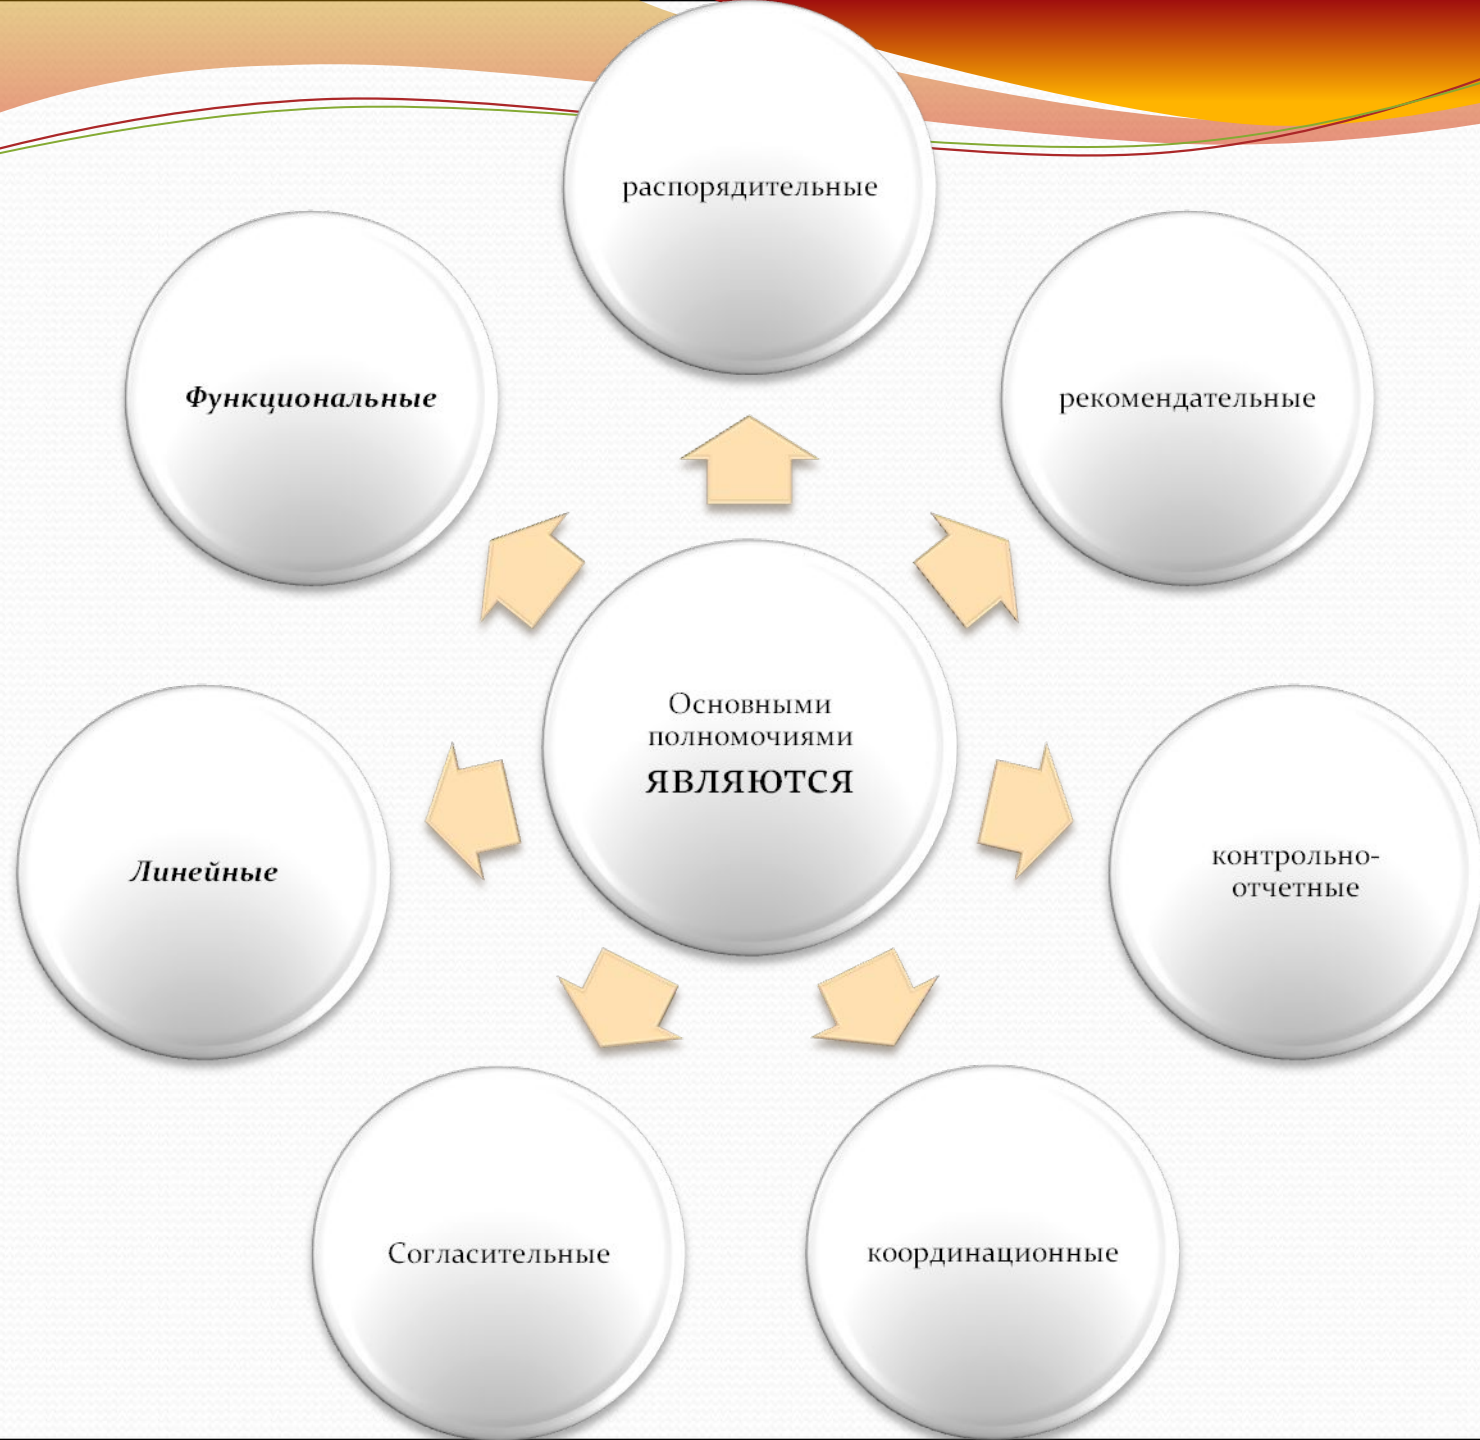 распорядительные
Функциональные
рекомендательные
Основными
полномочиями
являются
Линейные
контрольно-
отчетные
Согласительные
координационные